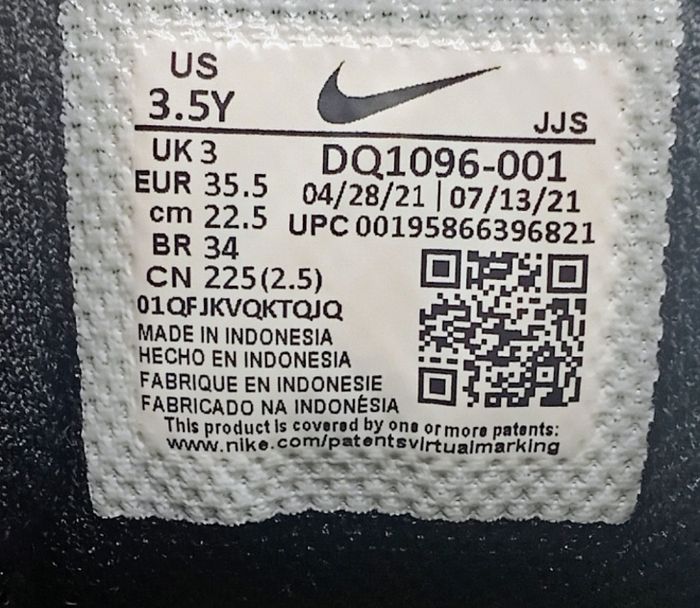 US
3.5Y
JJS
UK 3
EUR 35.5
cm 22.5
BR 34
CN 225(2.5)
DQ1096-001
04/28/21 | 07/13/21
UPC 00195866396821
01QFJKVQKTQJQ
MADE IN INDONESIA
HECHO EN INDONESIA
FABRIQUE EN INDONESIE
FABRICADO NA INDONÉSIA
This product is covered by one or more patents:
www.nike.com/patentsvirtualmarking